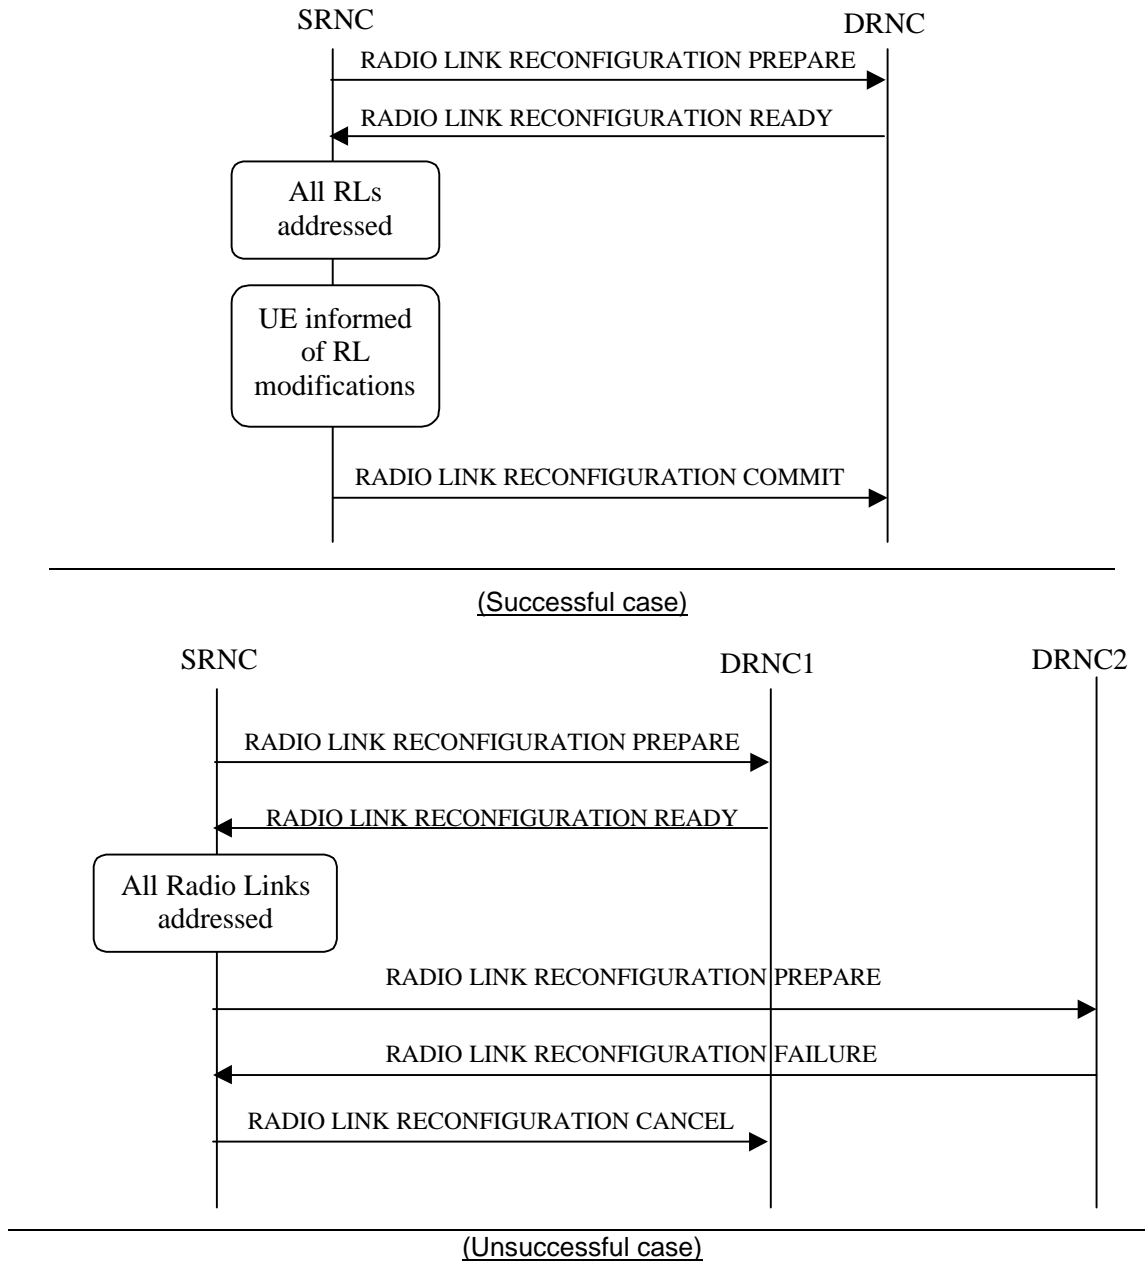 SRNC
DRNC
RADIO LINK RECONFIGURATION PREPARE
RADIO LINK RECONFIGURATION READY
All RLs
addressed
UE informed
of RL
modifications
RADIO LINK RECONFIGURATION COMMIT
(Successful case)
SRNC
DRNC1
DRNC2
RADIO LINK RECONFIGURATION PREPARE
RADIO LINK RECONFIGURATION READY
All Radio Links
addressed
RADIO LINK RECONFIGURATION PREPARE
RADIO LINK RECONFIGURATION FAILURE
RADIO LINK RECONFIGURATION CANCEL
(Unsuccessful case)